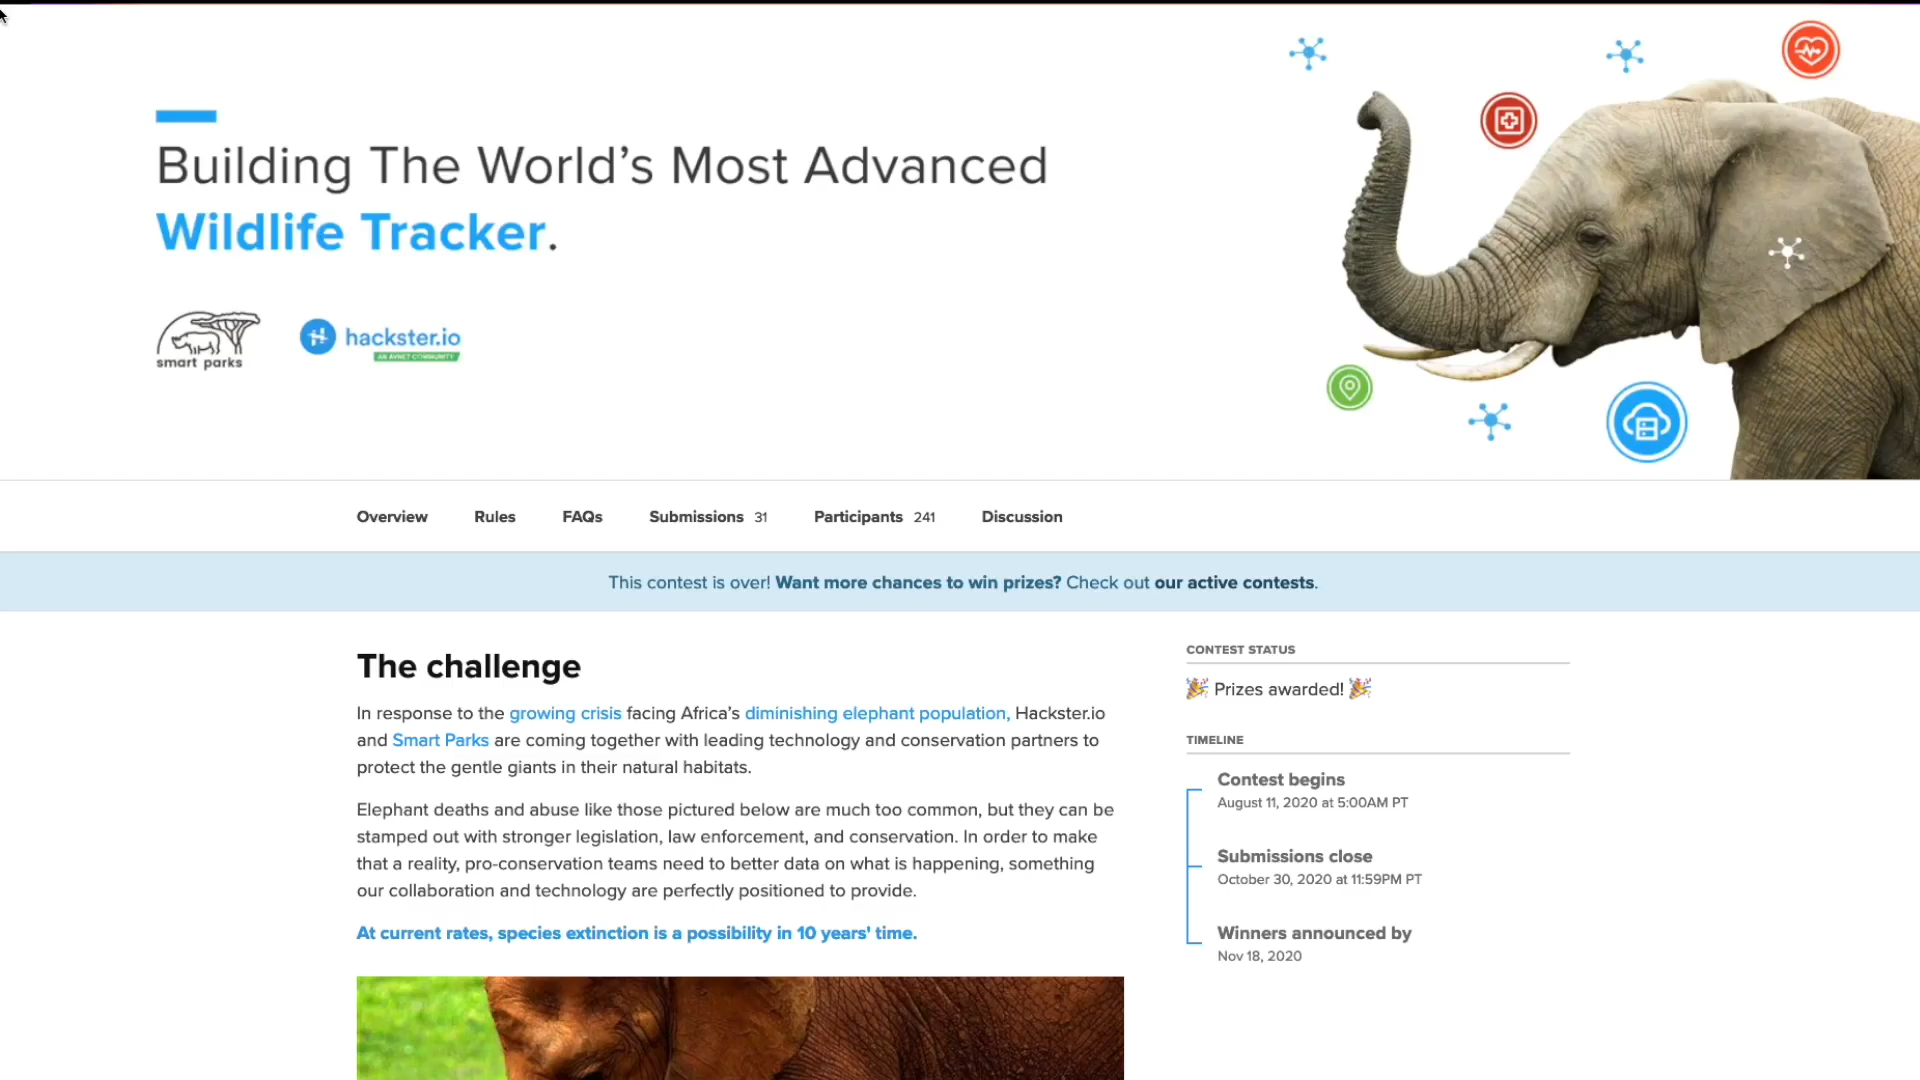 Building The World's Most Advanced
Wildlife Tracker.
smart parks
hackster.io
AN AVNET COMMUNITY
Overview Rules FAQs Submissions 31 Participants 241 Discussion
This contest is over! Want more chances to win prizes? Check out our active contests.
The challenge
In response to the growing crisis facing Africa's diminishing elephant population, Hackster.io
and Smart Parks are coming together with leading technology and conservation partners to
protect the gentle giants in their natural habitats.
Elephant deaths and abuse like those pictured below are much too common, but they can be
stamped out with stronger legislation, law enforcement, and conservation. In order to make
that a reality, pro-conservation teams need to better data on what is happening, something
our collaboration and technology are perfectly positioned to provide.
At current rates, species extinction is a possibility in 10 years' time.
CONTEST STATUS
🎉 Prizes awarded! 🎉
TIMELINE
Contest begins
August 11, 2020 at 5:00AM PT
Submissions close
October 30, 2020 at 11:59PM PT
Winners announced by
Nov 18, 2020